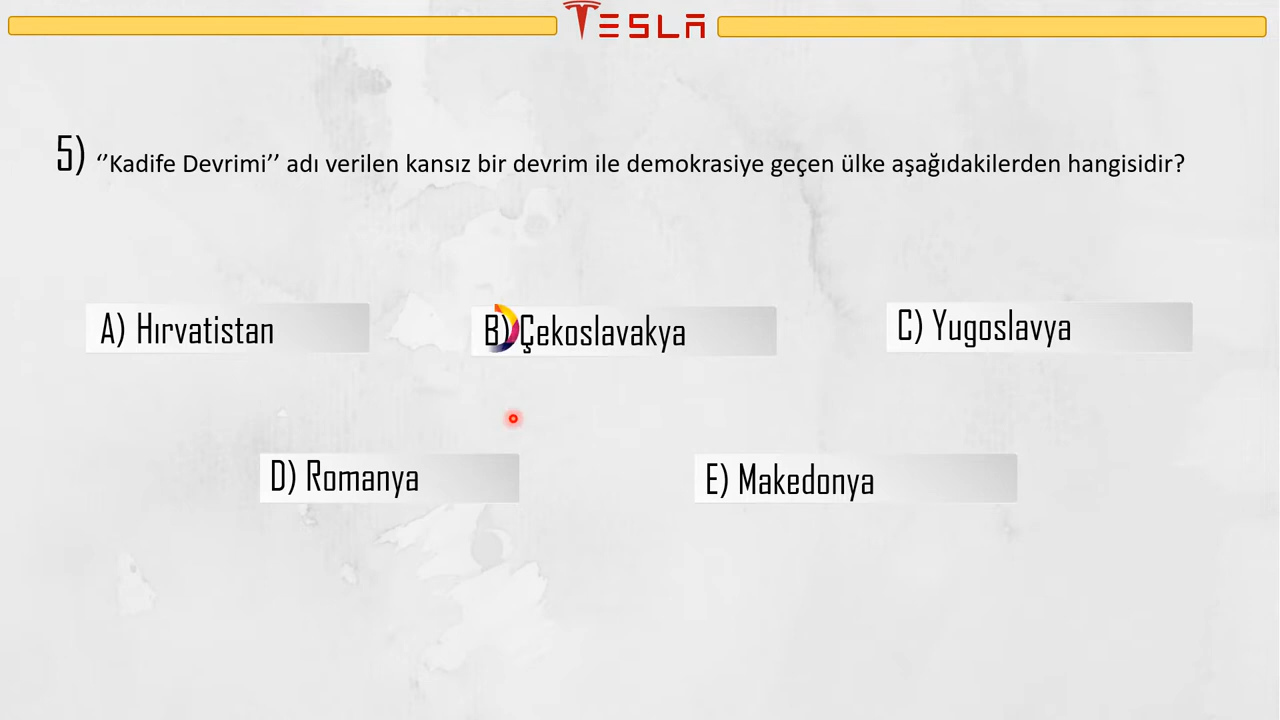 TESLA
5) ‘’Kadife Devrimi’’ adı verilen kansız bir devrim ile demokrasiye geçen ülke aşağıdakilerden hangisidir?
A) Hırvatistan
B) Çekoslavakya
C) Yugoslavya
D) Romanya
E) Makedonya